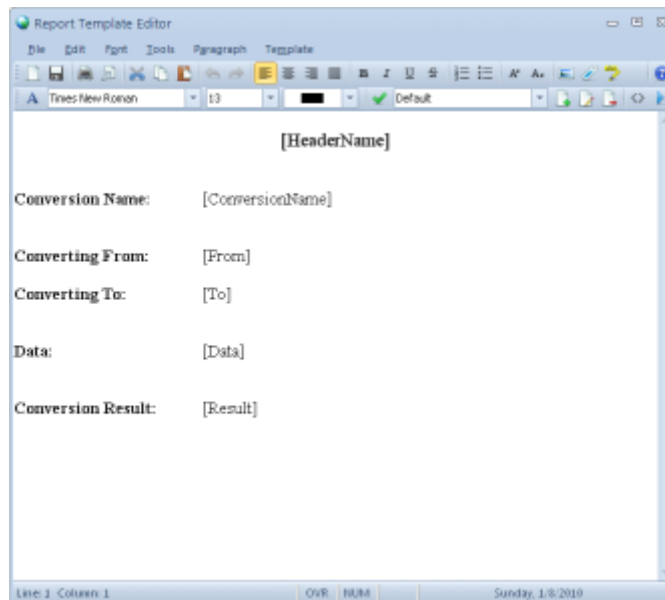 Report Template Editor
File Edit Font Tools Paragraph Template
A Times New Roman 13 Default
[HeaderName]
Conversion Name: [ConversionName]
Converting From: [From]
Converting To: [To]
Data: [Data]
Conversion Result: [Result]
Line: 1 Column: 1 OVR NUM Sunday, 1/8/2010